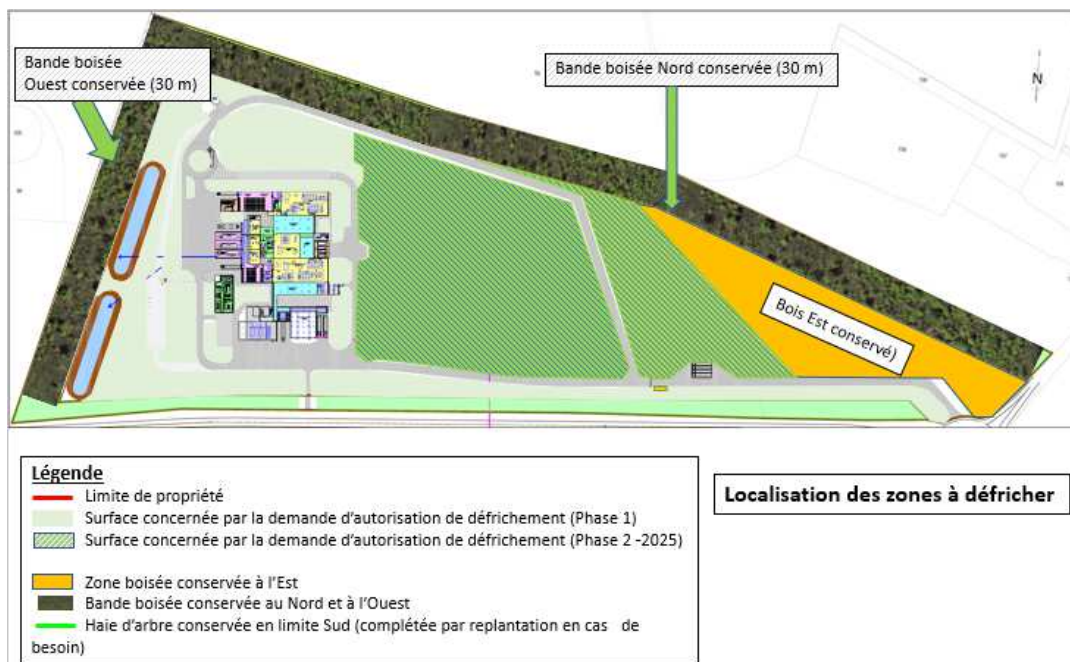 Bande boisée
Ouest conservée (30 m)
Bande boisée Nord conservée (30 m)
N
Bois Est conservé)
Légende
Limite de propriété
Surface concernée par la demande d'autorisation de défrichement (Phase 1)
Surface concernée par la demande d'autorisation de défrichement (Phase 2 -2025)
Zone boisée conservée à l'Est
Bande boisée conservée au Nord et à l'Ouest
Haie d'arbre conservée en limite Sud (complétée par replantation en cas de
besoin)
Localisation des zones à défricher